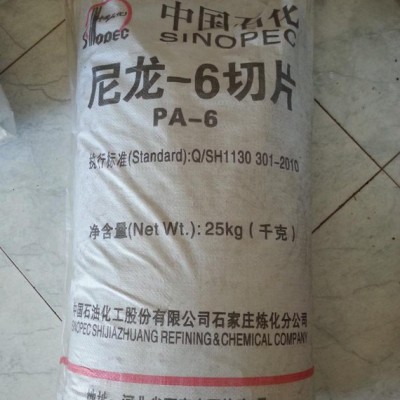 中国石化
SINOPEC
SINOPEC
尼龙-6切片
PA-6
执行标准(Standard):Q/SH1130 301-2010
净含量(Net Wt.): 25kg(千克)
中国石油化工股份有限公司石家庄炼化分公司
SINOPEC SHIJIAZHUANG REFINING & CHEMICAL COMPANY